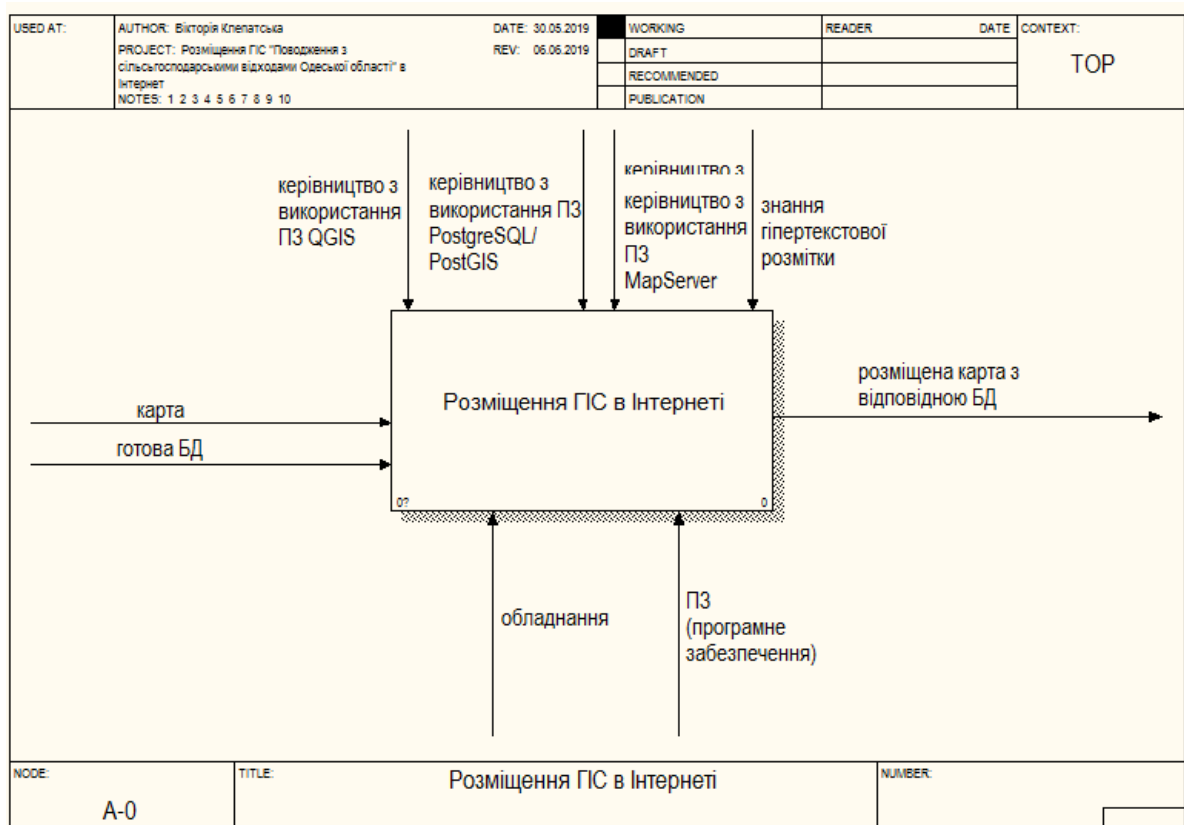 USED AT:
AUTHOR: Вікторія Клепатська
DATE: 30.05.2019
PROJECT: Розміщення ГІС "Поводження з
сільсьгосподарськими відходами Одеської області" в
Інтернет
REV: 06.06.2019
NOTES: 1 2 3 4 5 6 7 8 9 10
WORKING
DRAFT
RECOMMENDED
PUBLICATION
READER DATE
CONTEXT:
TOP
керівництво з
використання
ПЗ QGIS
керівництво з
використання ПЗ
PostgreSQL/
PostGIS
керівництво з
керівництво з
використання
ПЗ
MapServer
знання
гіпертекстової
розмітки
карта
готова БД
Розміщення ГІС в Інтернеті
0?
0
розміщена карта з
відповідною БД
обладнання
ПЗ
(програмне
забезпечення)
NODE:
A-0
TITLE:
Розміщення ГІС в Інтернеті
NUMBER: